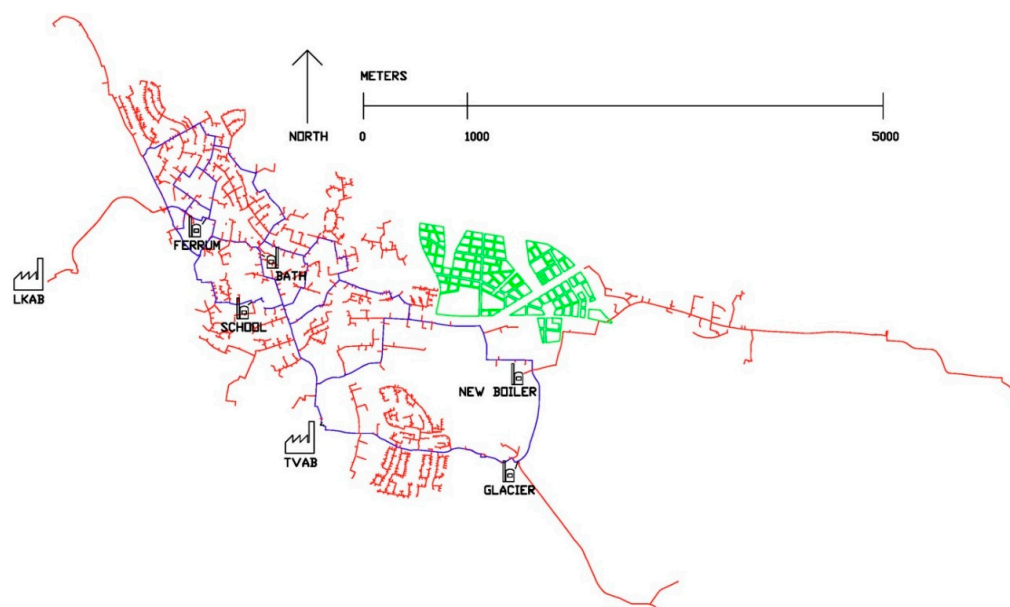 METERS
NORTH
0 1000 5000
FERRUM
BATH
LKAB
SCHOOL
NEW BOILER
TVAB
GLACIER